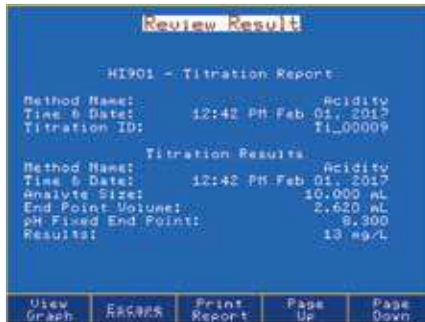 Review Result
HI901 - Titration Report
Method Name: Acidity
Time & Date: 12:42 PM Feb 01, 2017
Titration ID: Ti_00009
Titration Results
Method Name: Acidity
Time & Date: 12:42 PM Feb 01, 2017
Analyte Size: 10.000 mL
End Point Volume: 2.620 mL
pH Fixed End Point: 8.300
Results: 13 mg/L
View Graph Escape Print Report Page Up Page Down